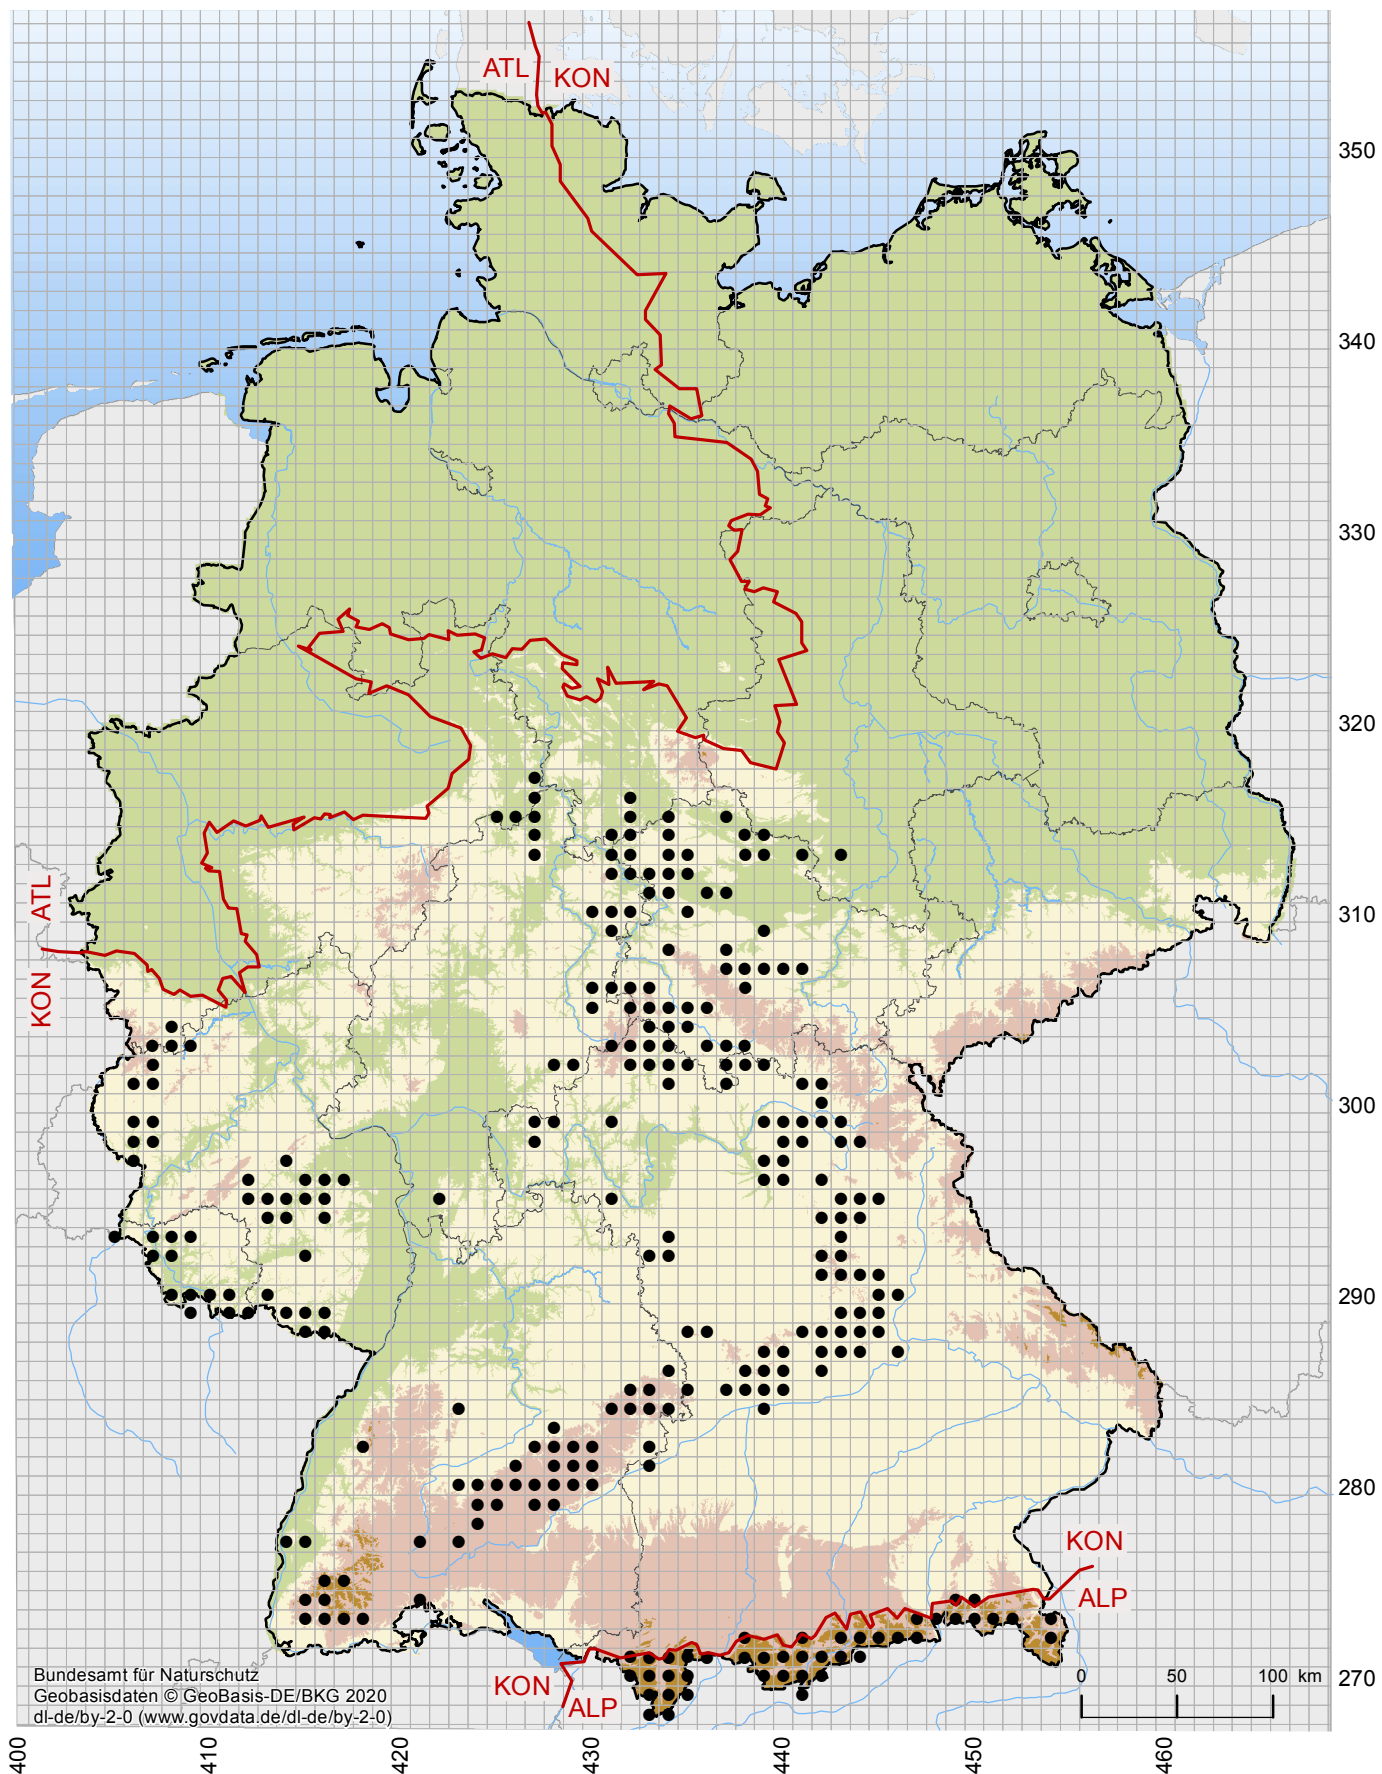 ATL
KON
350
340
330
320
ATL
310
KON
300
290
280
KON
ALP
Bundesamt für Naturschutz
Geobasisdaten © GeoBasis-DE/BKG 2020
dl-de/by-2-0 (www.govdata.de/dl-de/by-2-0)
KON
ALP
0 50 100 km
270
400 410 420 430 440 450 460